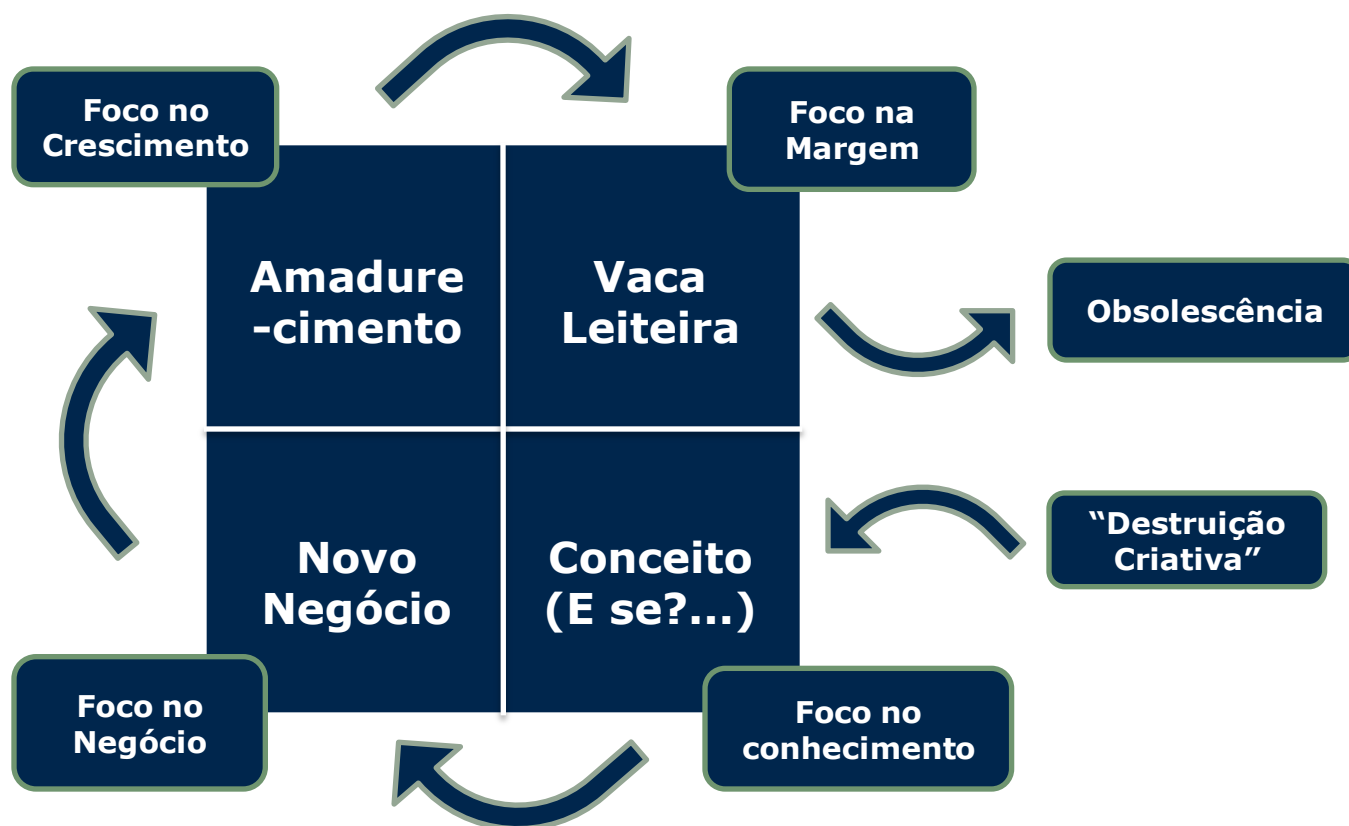 Foco no
Crescimento
Foco na
Margem
Amadure
-cimento
Vaca
Leiteira
Obsolescência
Novo
Negócio
Conceito
(E se?...)
“Destruição
Criativa”
Foco no
Negócio
Foco no
conhecimento